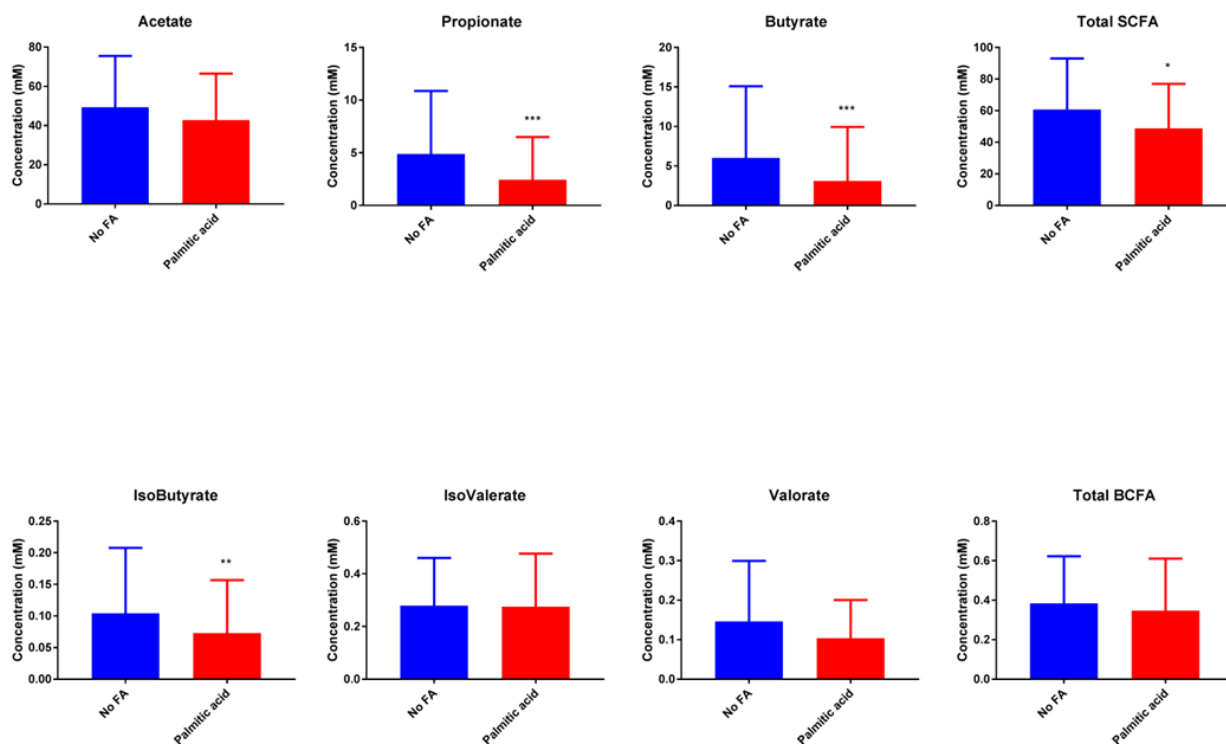 Acetate
Concentration (mM)
80
60
40
20
0
No FA
Palmitic acid
Propionate
Concentration (mM)
15
10
5
0
***
No FA
Palmitic acid
Butyrate
Concentration (mM)
20
15
10
5
0
***
No FA
Palmitic acid
Total SCFA
Concentration (mM)
100
80
60
40
20
0
*
No FA
Palmitic acid
IsoButyrate
Concentration (mM)
0.25
0.20
0.15
0.10
0.05
0.00
**
No FA
Palmitic acid
IsoValerate
Concentration (mM)
0.6
0.4
0.2
0.0
No FA
Palmitic acid
Valorate
Concentration (mM)
0.4
0.3
0.2
0.1
0.0
No FA
Palmitic acid
Total BCFA
Concentration (mM)
0.8
0.6
0.4
0.2
0.0
No FA
Palmitic acid